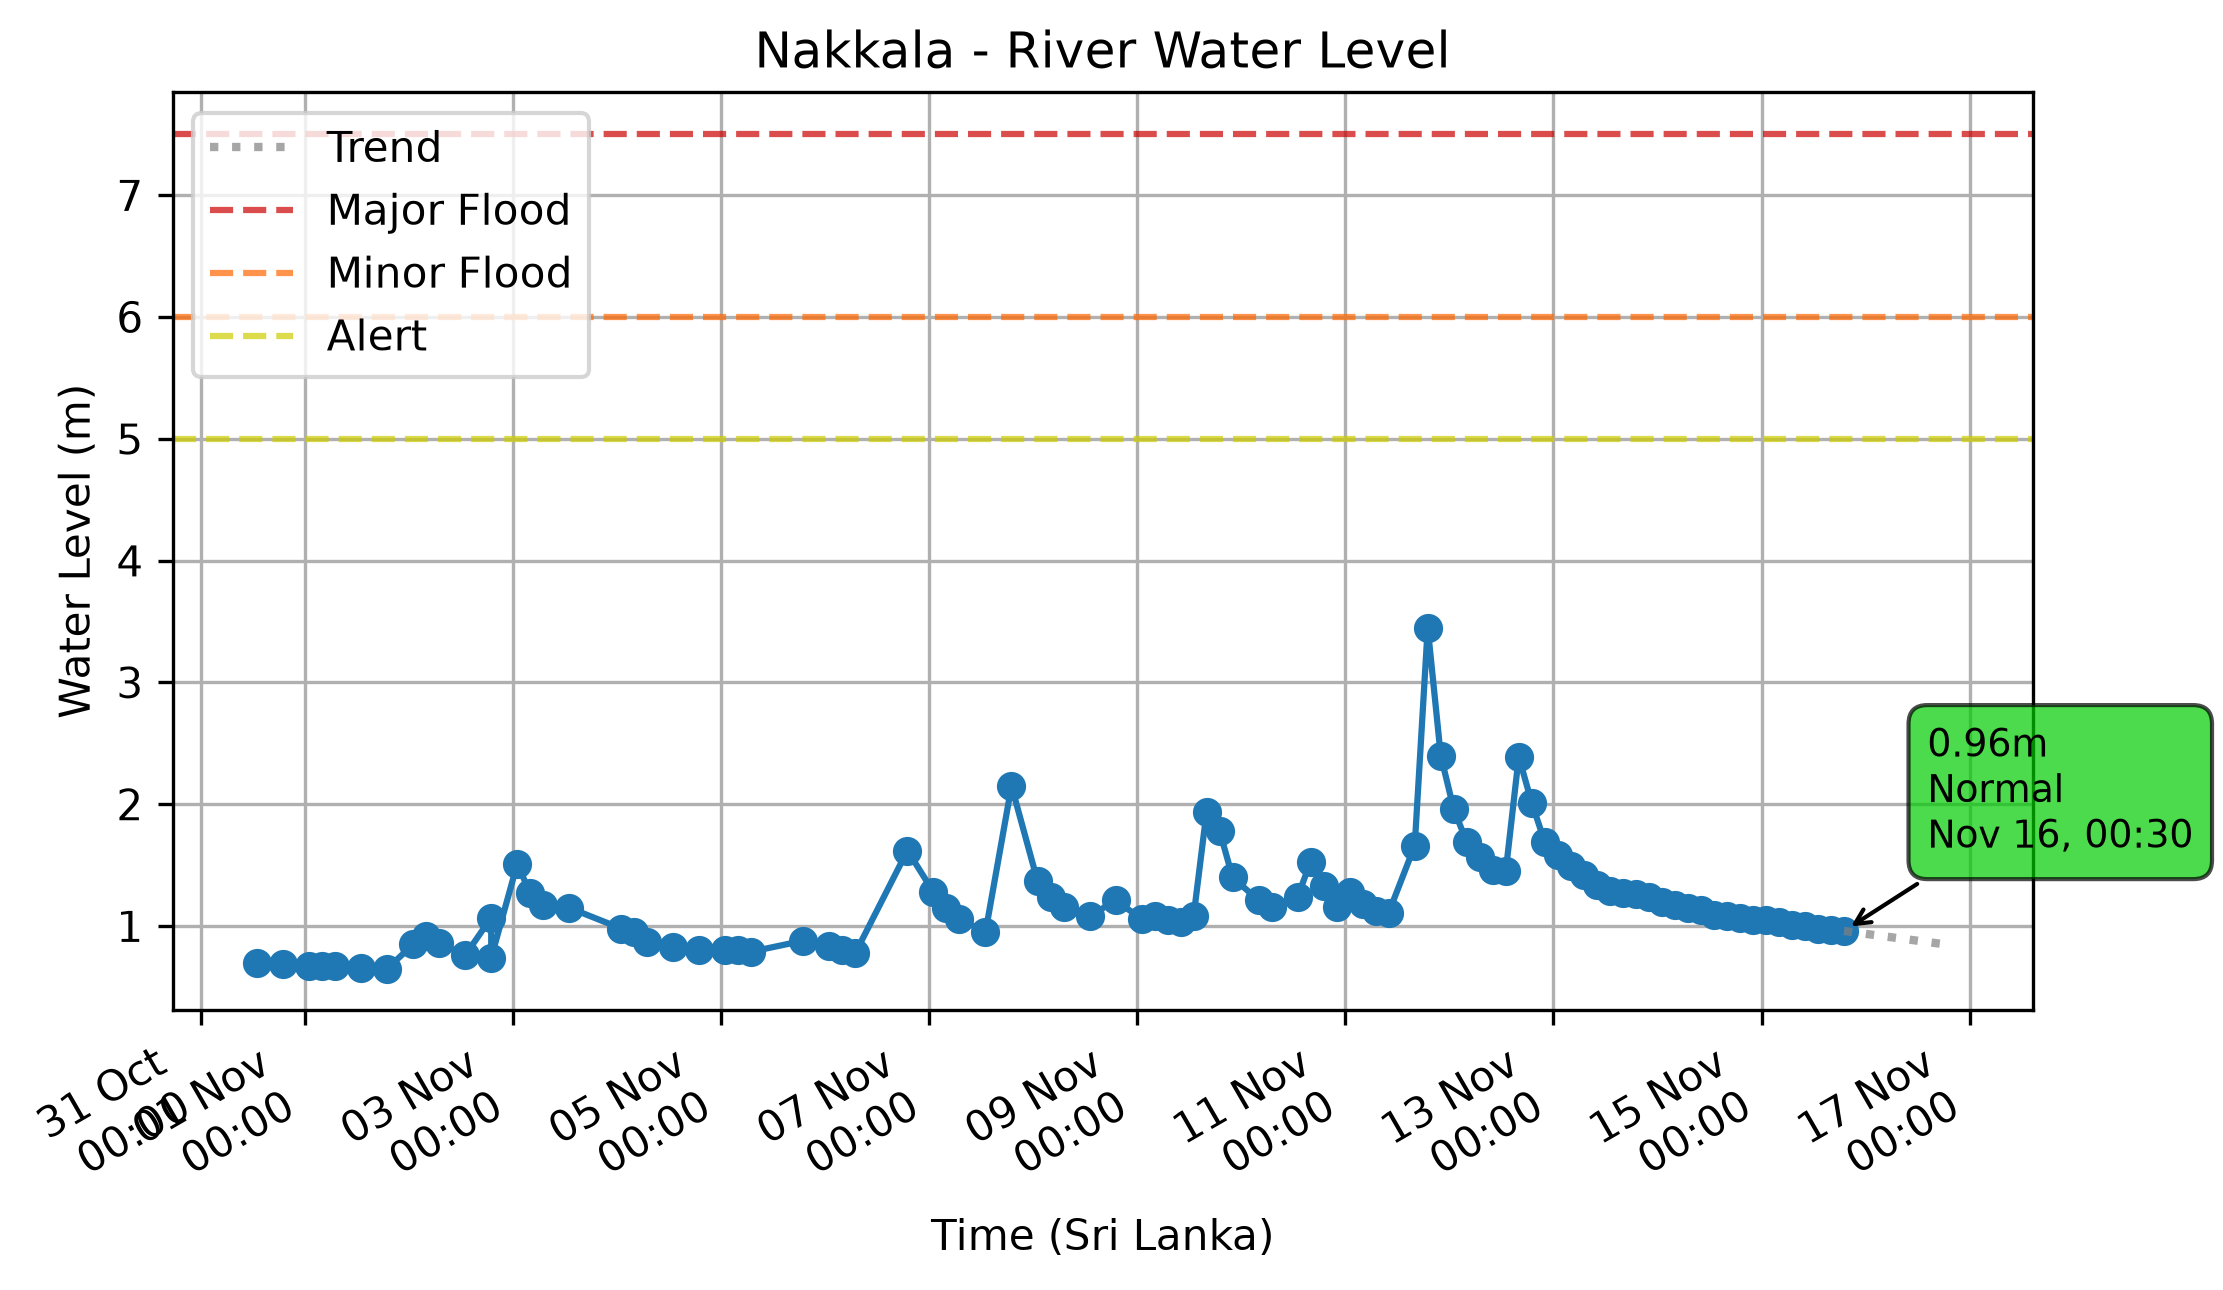 Nakkala - River Water Level
Trend
Major Flood
Minor Flood
Alert
Water Level (m)
7
6
5
4
3
2
1
0.96m
Normal
Nov 16, 00:30
31 Oct
00:00
01 Nov
00:00
03 Nov
00:00
05 Nov
00:00
07 Nov
00:00
09 Nov
00:00
11 Nov
00:00
13 Nov
00:00
15 Nov
00:00
17 Nov
00:00
Time (Sri Lanka)